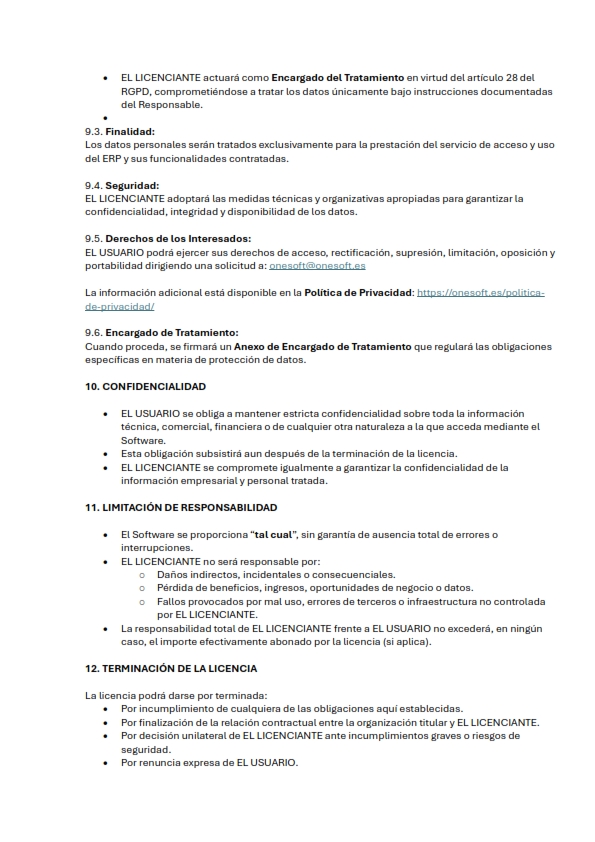 • EL LICENCIANTE actuará como Encargado del Tratamiento en virtud del artículo 28 del
RGPD, comprometiéndose a tratar los datos únicamente bajo instrucciones documentadas
del Responsable.
•
9.3. Finalidad:
Los datos personales serán tratados exclusivamente para la prestación del servicio de acceso y uso
del ERP y sus funcionalidades contratadas.
9.4. Seguridad:
EL LICENCIANTE adoptará las medidas técnicas y organizativas apropiadas para garantizar la
confidencialidad, integridad y disponibilidad de los datos.
9.5. Derechos de los Interesados:
EL USUARIO podrá ejercer sus derechos de acceso, rectificación, supresión, limitación, oposición y
portabilidad dirigiendo una solicitud a: onesoft@onesoft.es
La información adicional está disponible en la Política de Privacidad: https://onesoft.es/politica-
de-privacidad/
9.6. Encargado de Tratamiento:
Cuando proceda, se firmará un Anexo de Encargado de Tratamiento que regulará las obligaciones
específicas en materia de protección de datos.
10. CONFIDENCIALIDAD
• EL USUARIO se obliga a mantener estricta confidencialidad sobre toda la información
técnica, comercial, financiera o de cualquier otra naturaleza a la que acceda mediante el
Software.
• Esta obligación subsistirá aun después de la terminación de la licencia.
• EL LICENCIANTE se compromete igualmente a garantizar la confidencialidad de la
información empresarial y personal tratada.
11. LIMITACIÓN DE RESPONSABILIDAD
• El Software se proporciona “tal cual”, sin garantía de ausencia total de errores o
interrupciones.
• EL LICENCIANTE no será responsable por:
○ Daños indirectos, incidentales o consecuenciales.
○ Pérdida de beneficios, ingresos, oportunidades de negocio o datos.
○ Fallos provocados por mal uso, errores de terceros o infraestructura no controlada
por EL LICENCIANTE.
• La responsabilidad total de EL LICENCIANTE frente a EL USUARIO no excederá, en ningún
caso, el importe efectivamente abonado por la licencia (si aplica).
12. TERMINACIÓN DE LA LICENCIA
La licencia podrá darse por terminada:
• Por incumplimiento de cualquiera de las obligaciones aquí establecidas.
• Por finalización de la relación contractual entre la organización titular y EL LICENCIANTE.
• Por decisión unilateral de EL LICENCIANTE ante incumplimientos graves o riesgos de
seguridad.
• Por renuncia expresa de EL USUARIO.